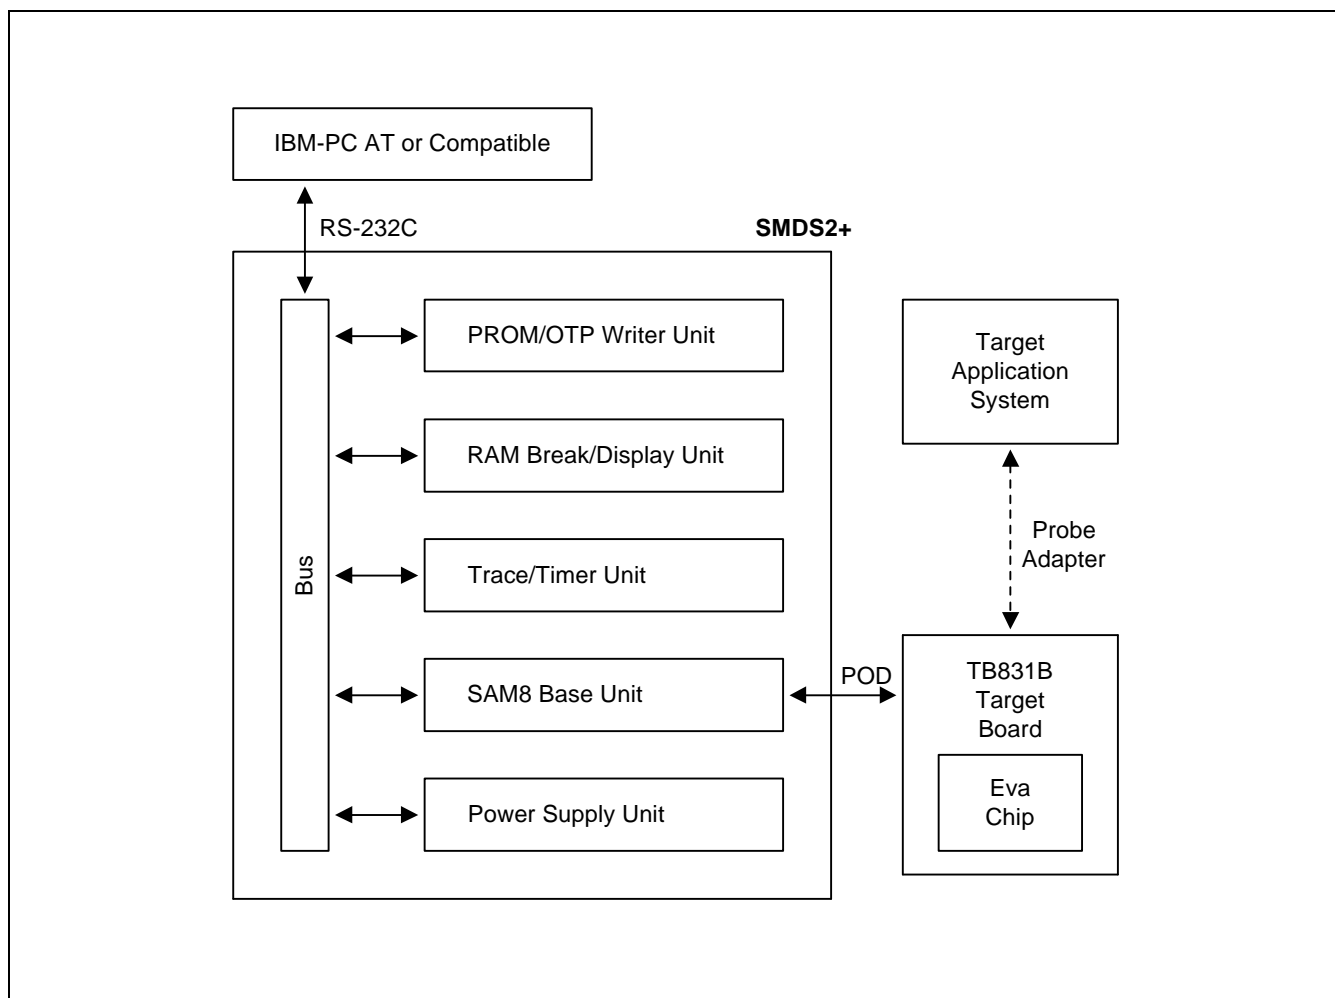 IBM-PC AT or Compatible
RS-232C
SMDS2+
Bus
PROM/OTP Writer Unit
RAM Break/Display Unit
Trace/Timer Unit
SAM8 Base Unit
Power Supply Unit
POD
Target
Application
System
Probe
Adapter
TB831B
Target
Board
Eva
Chip